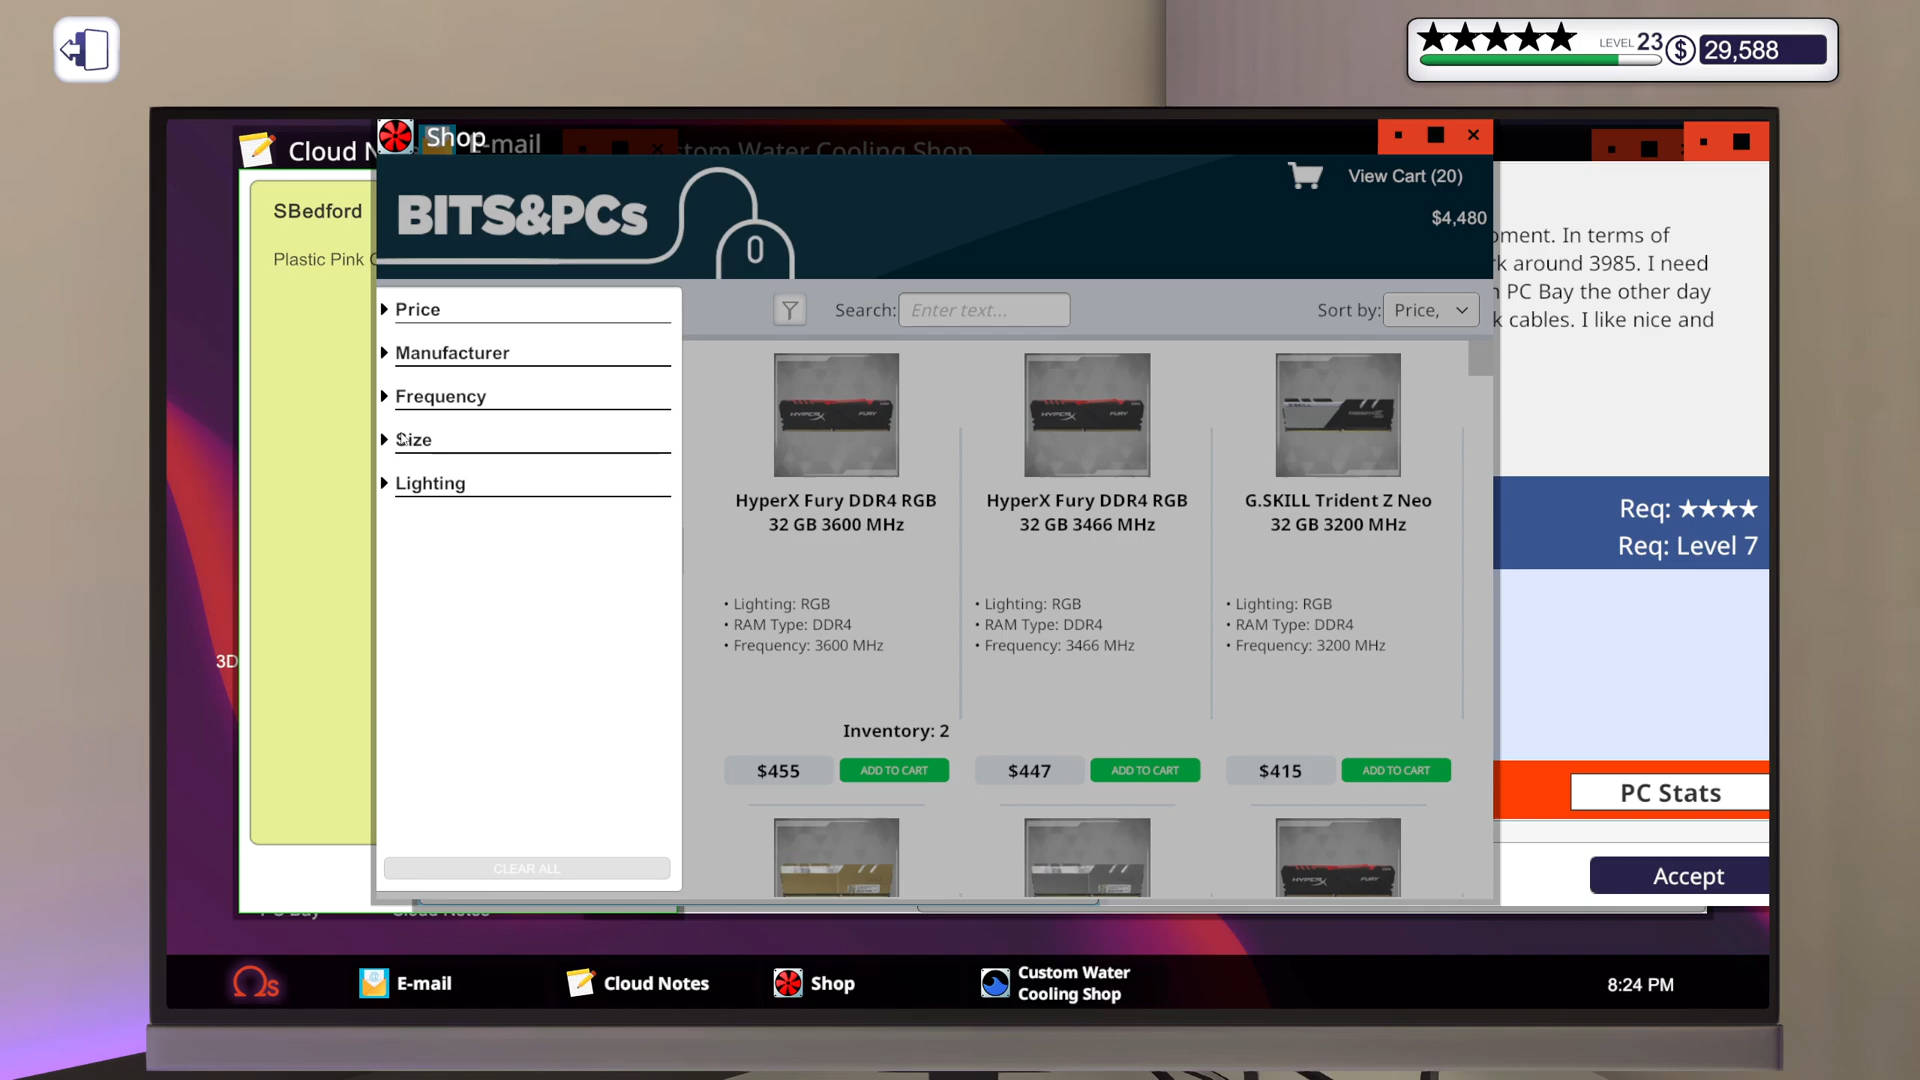 LEVEL 23
$ 29,588
Cloud N
E-mail
Shop
stom Water Cooling Shop
SBedford
Plastic Pink
BITS&PCs
View Cart (20)
$4,480
Price
Manufacturer
Frequency
Size
Lighting
CLEAR ALL
Search: Enter text...
Sort by: Price,
HyperX Fury DDR4 RGB
32 GB 3600 MHz
• Lighting: RGB
• RAM Type: DDR4
• Frequency: 3600 MHz
Inventory: 2
$455
ADD TO CART
HyperX Fury DDR4 RGB
32 GB 3466 MHz
• Lighting: RGB
• RAM Type: DDR4
• Frequency: 3466 MHz
$447
ADD TO CART
G.SKILL Trident Z Neo
32 GB 3200 MHz
• Lighting: RGB
• RAM Type: DDR4
• Frequency: 3200 MHz
$415
ADD TO CART
oment. In terms of
k around 3985. I need
PC Bay the other day
k cables. I like nice and
Req: ★★★★
Req: Level 7
PC Stats
Accept
3D
Ωs
E-mail
Cloud Notes
Shop
Custom Water
Cooling Shop
8:24 PM